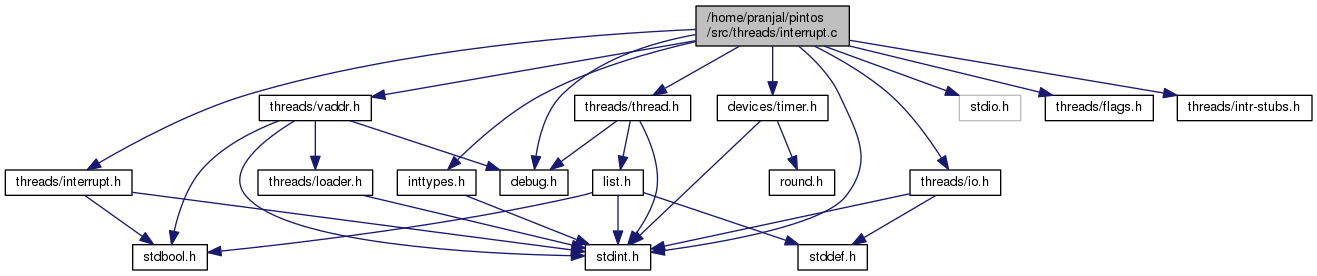 /home/pranjal/pintos
/src/threads/interrupt.c
threads/vaddr.h
threads/thread.h
devices/timer.h
stdio.h
threads/flags.h
threads/intr-stubs.h
threads/interrupt.h
threads/loader.h
inttypes.h
debug.h
list.h
round.h
threads/io.h
stdbool.h
stdint.h
stddef.h